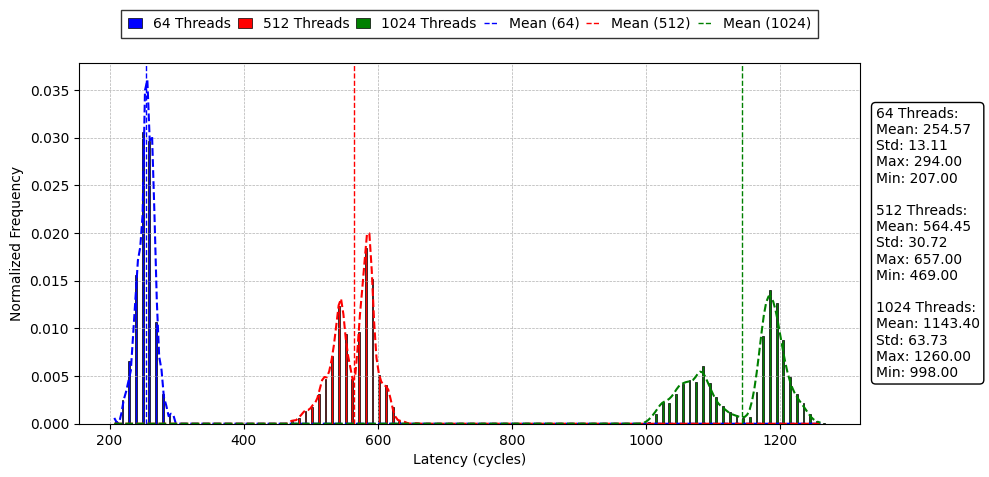 64 Threads 512 Threads 1024 Threads Mean (64) Mean (512) Mean (1024)
0.035
0.030
0.025
0.020
0.015
0.010
0.005
0.000
Normalized Frequency
200 400 600 800 1000 1200
Latency (cycles)
64 Threads:
Mean: 254.57
Std: 13.11
Max: 294.00
Min: 207.00
512 Threads:
Mean: 564.45
Std: 30.72
Max: 657.00
Min: 469.00
1024 Threads:
Mean: 1143.40
Std: 63.73
Max: 1260.00
Min: 998.00